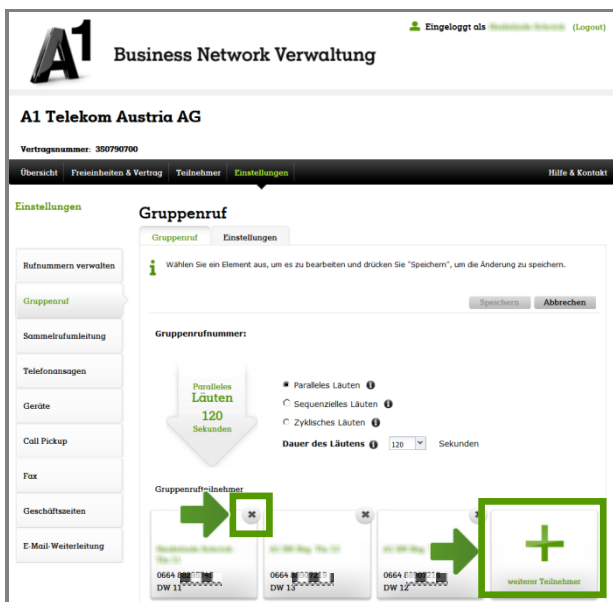 Eingeloggt als (Logout)
A1
Business Network Verwaltung
A1 Telekom Austria AG
Vertragsnummer: 350790700
Übersicht Freieinheiten & Vertrag Teilnehmer Einstellungen Hilfe & Kontakt
Einstellungen
Gruppenruf
Gruppenruf Einstellungen
Wählen Sie ein Element aus, um es zu bearbeiten und drücken Sie "Speichern", um die Änderung zu speichern.
Speichern Abbrechen
Rufnummern verwalten
Gruppenruf
Sammelrufumleitung
Telefonansagen
Geräte
Call Pickup
Fax
Geschäftszeiten
E-Mail-Weiterleitung
Gruppenrufnummer:
Paralleles
Läuten
120
Sekunden
Paralleles Läuten
Sequenzielles Läuten
Zyklisches Läuten
Dauer des Läutens 120 Sekunden
Gruppenrufteilnehmer
0664
DW 11
0664
DW 13
0664
DW 12
weiterer Teilnehmer